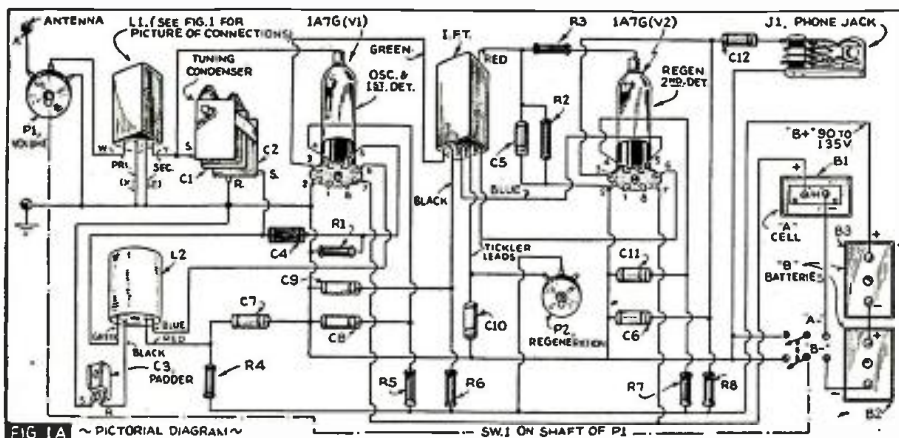 ANTENNA
L1. (SEE FIG. 1 FOR
PICTURE OF CONNECTIONS)
1A7G (V1)
I.F.T.
R3
1A7G (V2)
J1, PHONE JACK
A
TUNING
CONDENSER
GREEN
RED
C12
OSC. &
1ST. DET.
REGEN
2ND. DET.
P1
VOLUME
R2
C5
"B+" 90 TO
135V.
B1
W
S.
T
PRI.
SEC.
C1
C2
R.
S.
BLACK
BLUE
"A"
CELL
B3
R1
C4
L2
TICKLER
LEADS
C11
"B"
BATTERIES
C9
P2
REGENERATION
C7
C8
C10
C6
A-
B-
GREEN
BLUE
RED
BLACK
C3
PADDER
R4
R5
R6
R7
R8
B2
FIG 1A
~ PICTORIAL DIAGRAM ~
SW.1 ON SHAFT OF P1